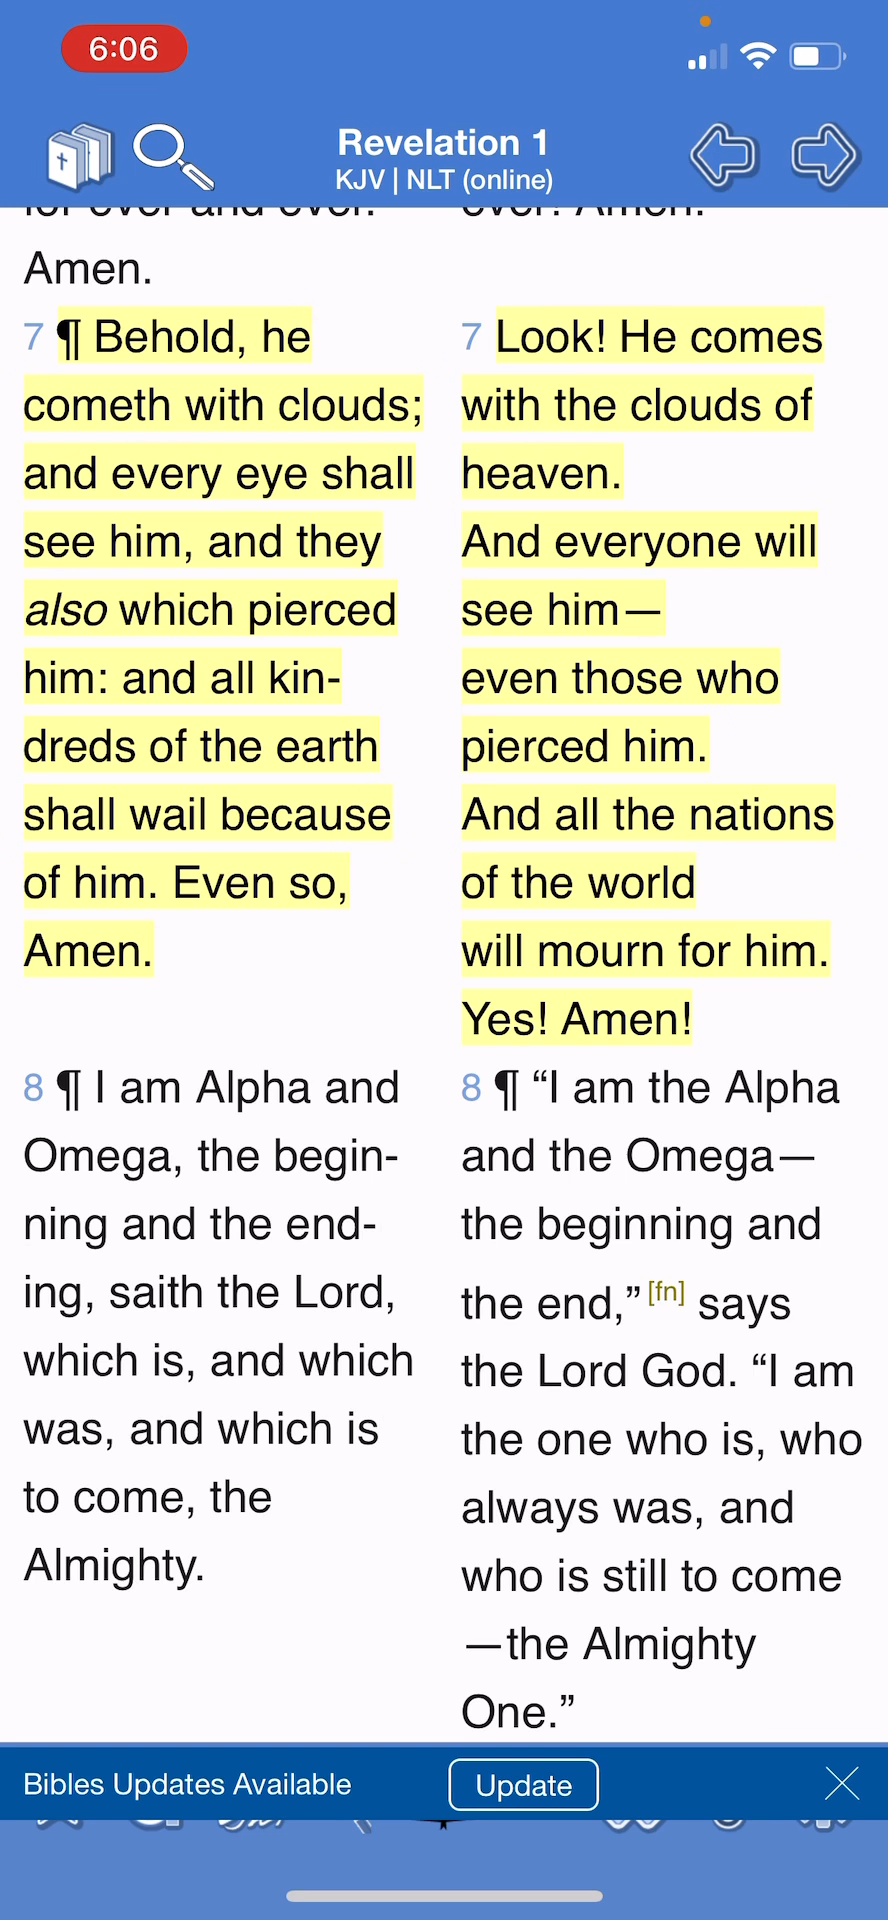 6:06
Revelation 1
KJV | NLT (online)
for ever and ever.
Amen.
7 ¶ Behold, he
cometh with clouds;
and every eye shall
see him, and they
also which pierced
him: and all kin-
dreds of the earth
shall wail because
of him. Even so,
Amen.
8 ¶ I am Alpha and
Omega, the begin-
ning and the end-
ing, saith the Lord,
which is, and which
was, and which is
to come, the
Almighty.
ever! Amen.
7 Look! He comes
with the clouds of
heaven.
And everyone will
see him—
even those who
pierced him.
And all the nations
of the world
will mourn for him.
Yes! Amen!
8 ¶ “I am the Alpha
and the Omega—
the beginning and
the end,” [fn] says
the Lord God. “I am
the one who is, who
always was, and
who is still to come
—the Almighty
One.”
Bibles Updates Available
Update